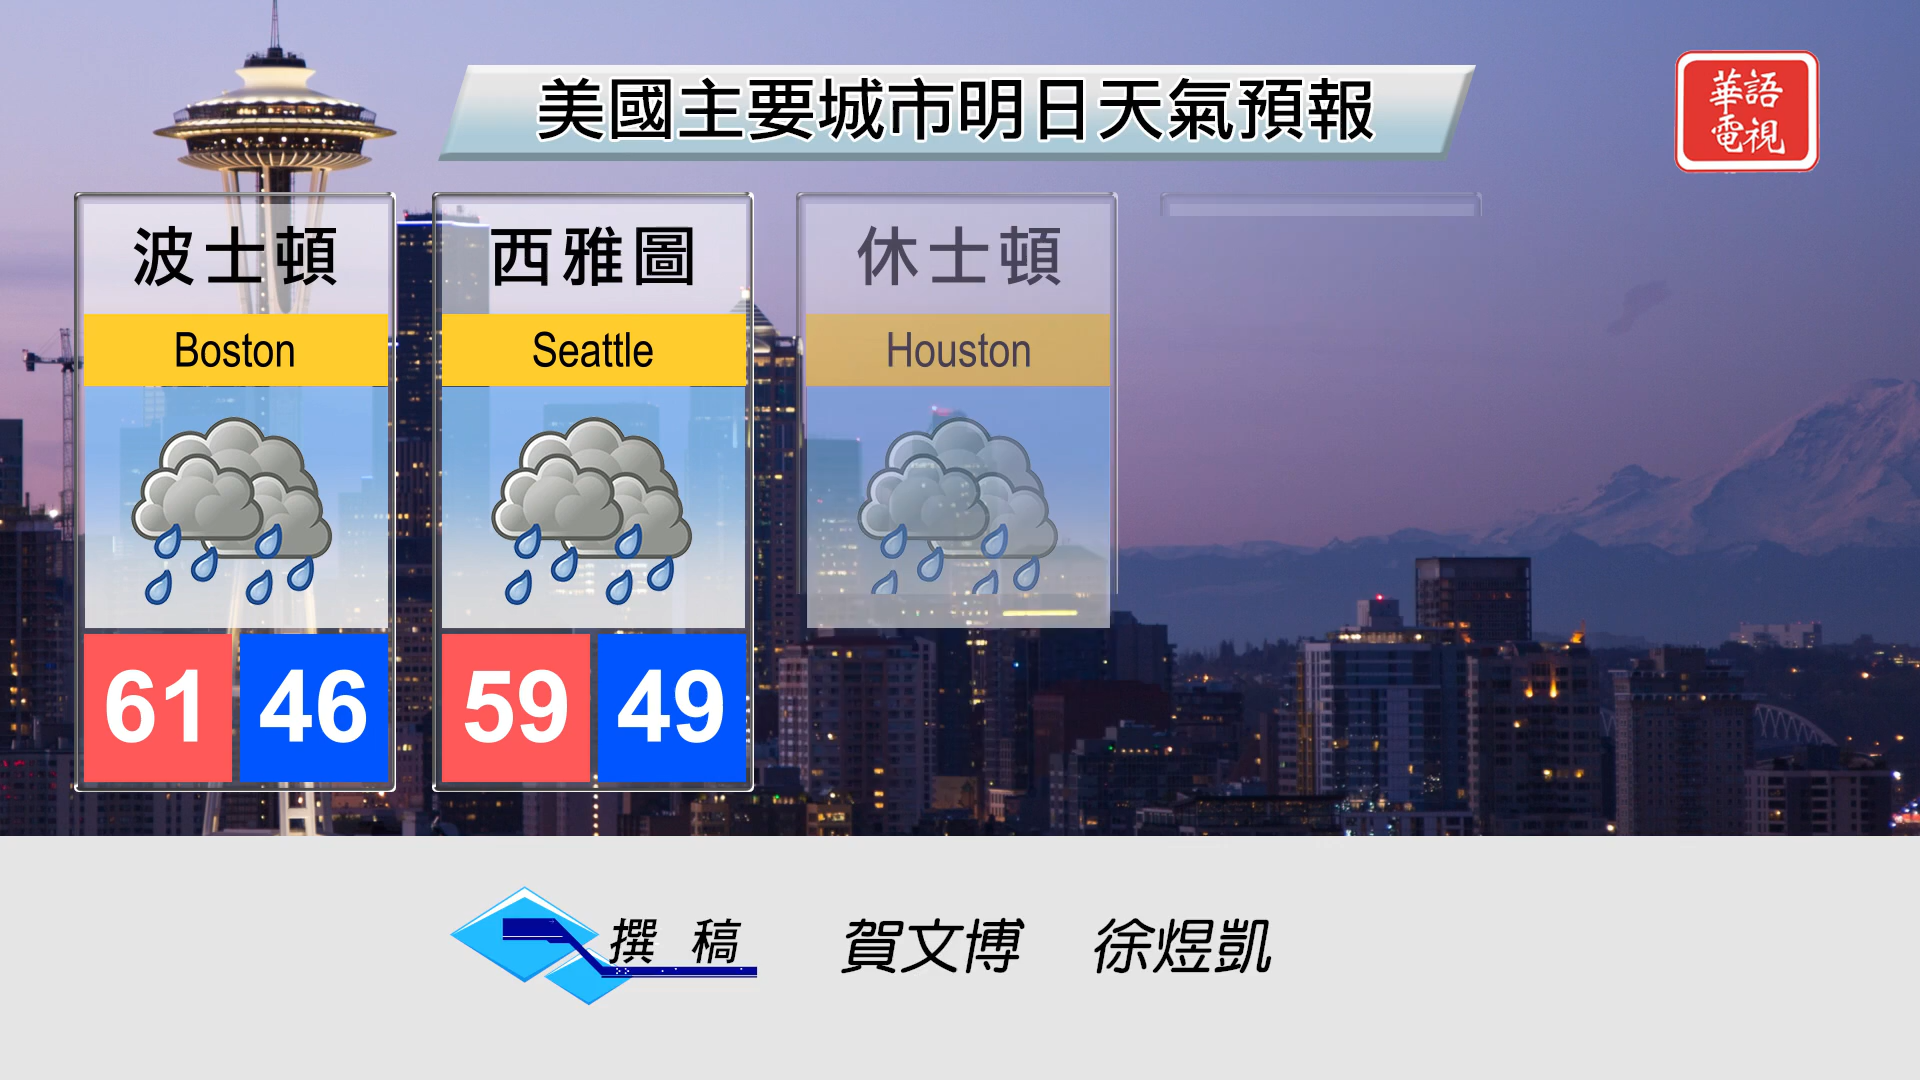 美國主要城市明日天氣預報
華語
電視
波士頓
Boston
61 46
西雅圖
Seattle
59 49
休士頓
Houston
撰 稿 賀文博 徐煜凱